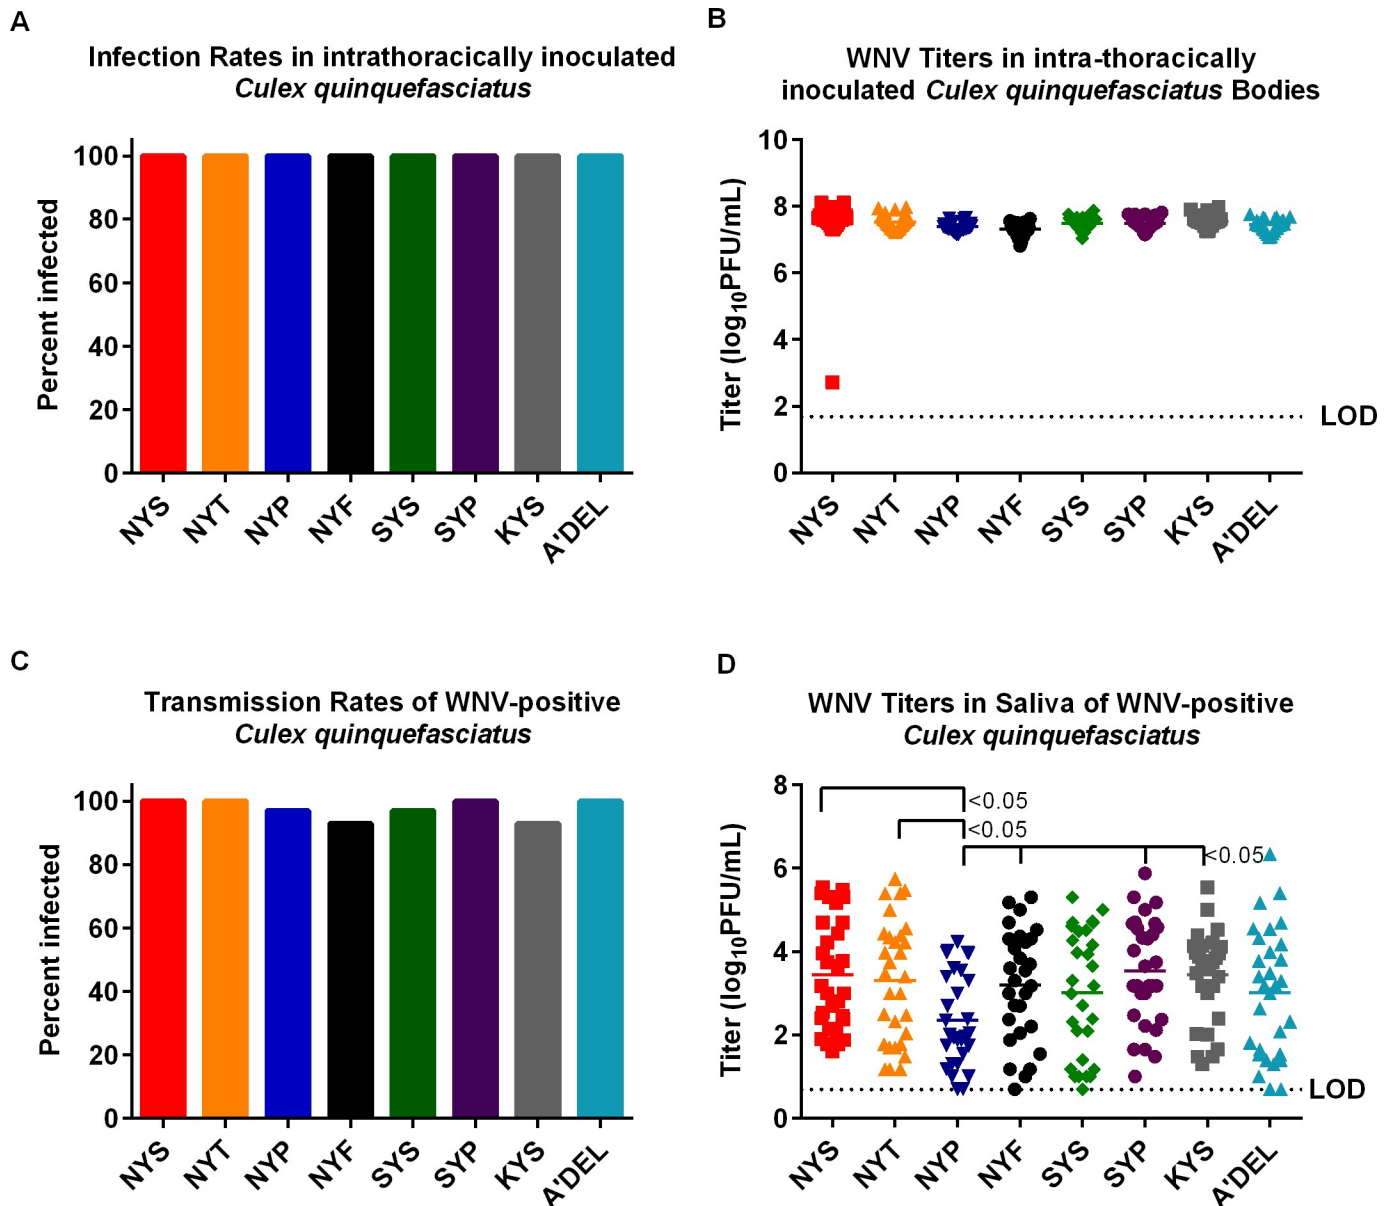 A
Infection Rates in intrathoracically inoculated
Culex quinquefasciatus
Percent infected
100
80
60
40
20
0
NYS NYT NYP NYF SYS SYP KYS A'DEL
B
WNV Titers in intra-thoracically
inoculated Culex quinquefasciatus Bodies
Titer (log10PFU/mL)
10
8
6
4
2
0
LOD
NYS NYT NYP NYF SYS SYP KYS A'DEL
C
Transmission Rates of WNV-positive
Culex quinquefasciatus
Percent infected
100
80
60
40
20
0
NYS NYT NYP NYF SYS SYP KYS A'DEL
D
WNV Titers in Saliva of WNV-positive
Culex quinquefasciatus
Titer (log10PFU/mL)
8
6
4
2
0
<0.05
<0.05
<0.05
LOD
NYS NYT NYP NYF SYS SYP KYS A'DEL